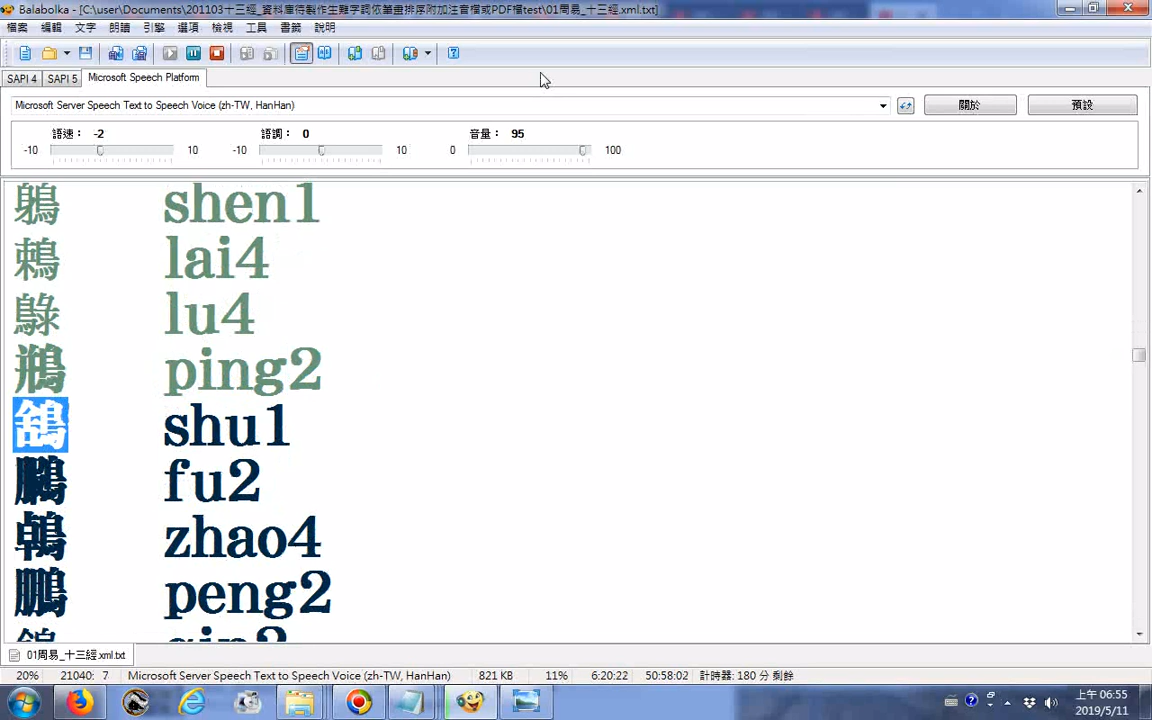 Balabolka - [C:\user\Documents\201103十三經_資料庫待製作生難字詞依筆畫排序附加注音檔或PDF檔test\01周易_十三經.xml.txt]
檔案 編輯 文字 朗讀 引擎 選項 檢視 工具 書籤 說明
SAPI 4 SAPI 5 Microsoft Speech Platform
Microsoft Server Speech Text to Speech Voice (zh-TW, HanHan) 關於 預設
語速： -2 語調： 0 音量： 95
-10 10 -10 10 0 100
shen1
lai4
lu4
ping2
shu1
fu2
zhao4
鵬 peng2
qin2
01周易_十三經.xml.txt
20% 21040: 7 Microsoft Server Speech Text to Speech Voice (zh-TW, HanHan) 821 KB 11% 6:20:22 50:58:02 計時器: 180 分 剩餘
上午 06:55
2019/5/11